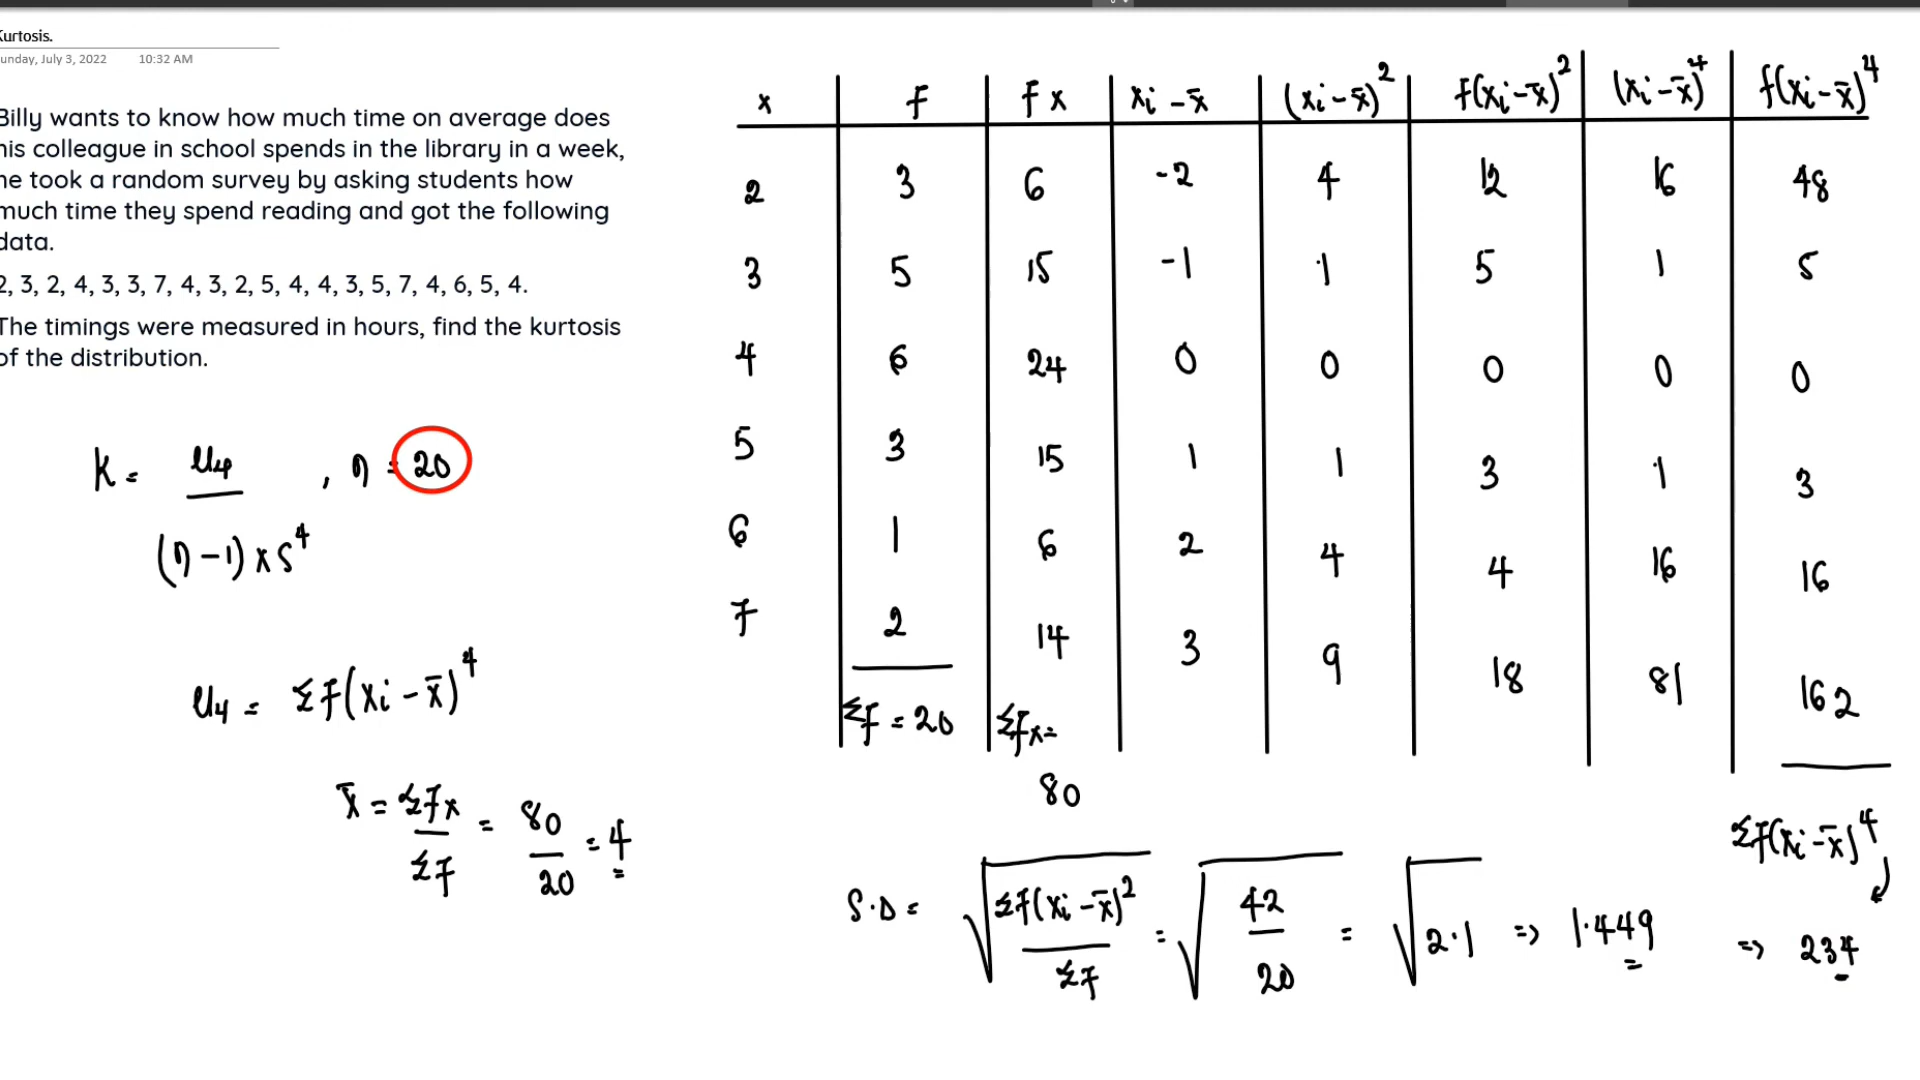 Kurtosis.
unday, July 3, 2022 10:32 AM
Billy wants to know how much time on average does
his colleague in school spends in the library in a week,
he took a random survey by asking students how
much time they spend reading and got the following
data.
2, 3, 2, 4, 3, 3, 7, 4, 3, 2, 5, 4, 4, 3, 5, 7, 4, 6, 5, 4.
The timings were measured in hours, find the kurtosis
of the distribution.
K = u₄ / (n-1) x S⁴ , n = 20
u₄ = Σf(xi - x̄)⁴
x̄ = Σfx / Σf = 80 / 20 = 4
x f fx xi - x̄ (xi - x̄)² f(xi - x̄)² (xi - x̄)⁴ f(xi - x̄)⁴
2 3 6 -2 4 12 16 48
3 5 15 -1 1 5 1 5
4 6 24 0 0 0 0 0
5 3 15 1 1 3 1 3
6 1 6 2 4 4 16 16
7 2 14 3 9 18 81 162
Σf = 20 Σfx =
80
Σf(xi - x̄)⁴
S.D = √(Σf(xi - x̄)² / Σf) = √(42 / 20) = √2.1 => 1.449
=> 234